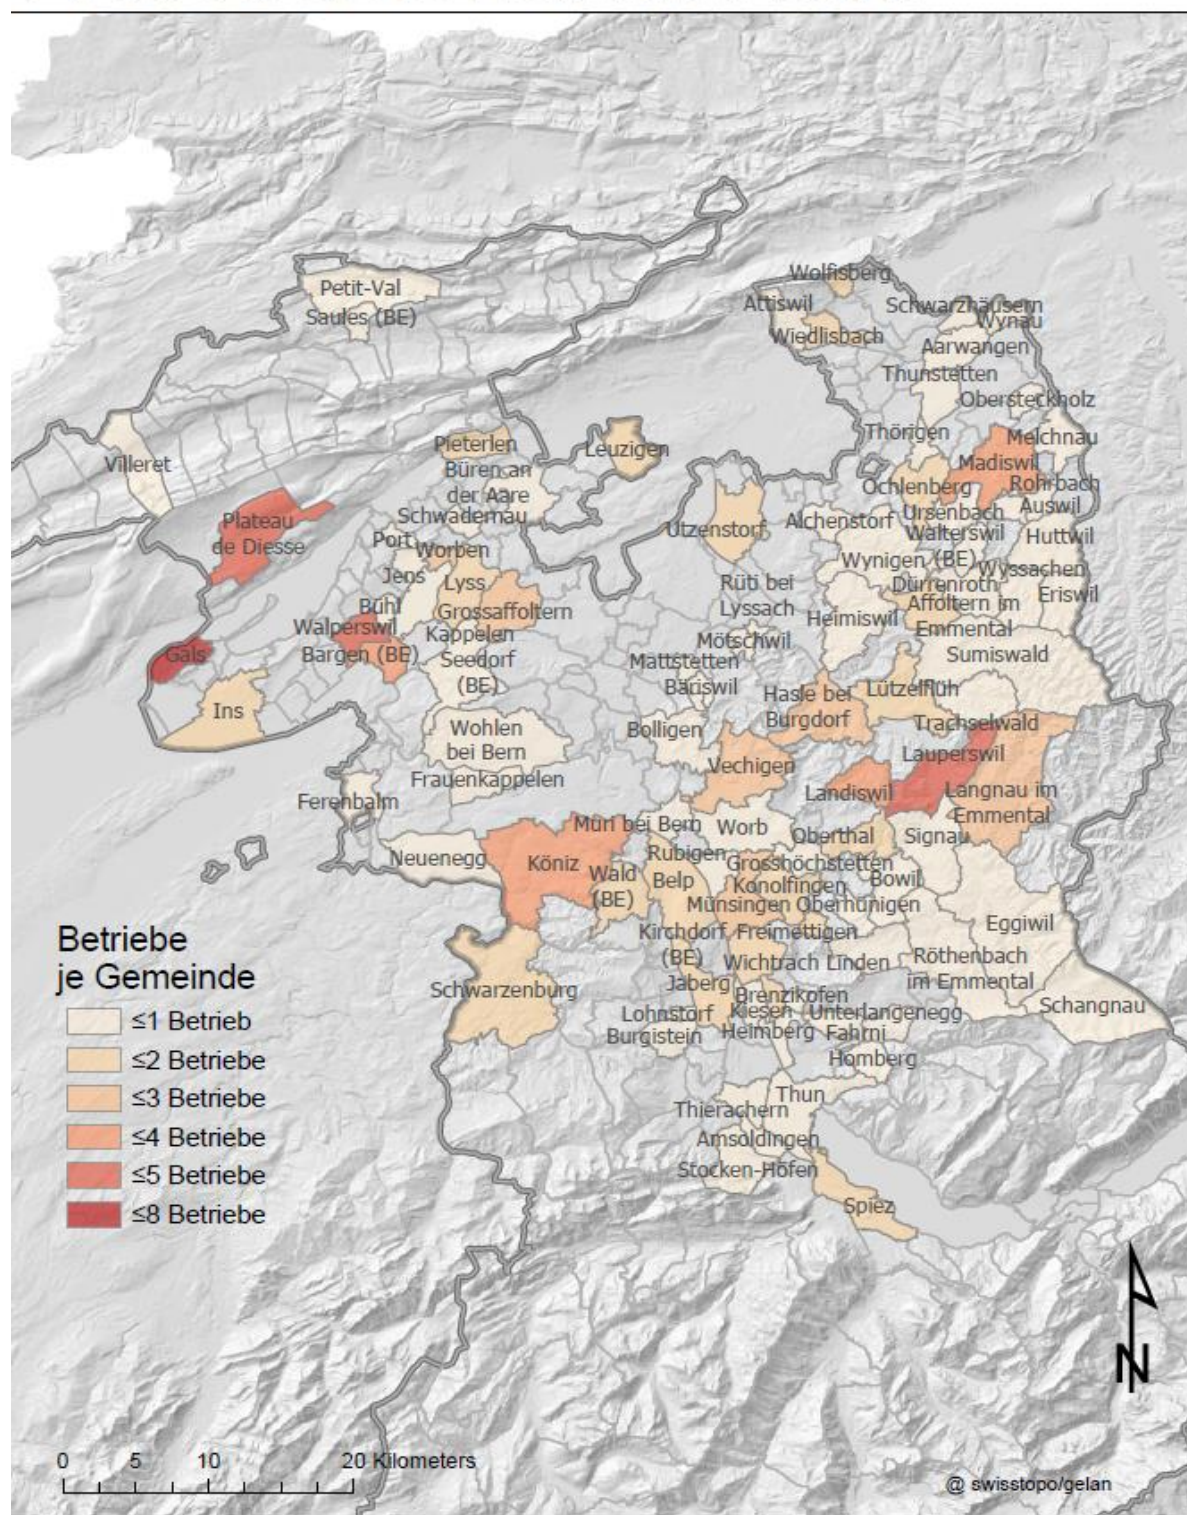 Wolfisberg
Attiswil
Schwarzhäusern
Wynau
Wiedlisbach
Aarwangen
Petit-Val
Saules (BE)
Thunstetten
Obersteckholz
Thörigen
Melchnau
Pieterlen
Leuzigen
Villeret
Madiswil
Büren an
der Aare
Ochlenberg
Rohrbach
Ursenbach
Auswil
Schwadernau
Plateau
de Diesse
Utzenstorf
Alchenstorf
Walterswil
(BE)
Huttwil
Port
Worben
Wynigen
Wyssachen
Jens
Lyss
Rüti bei
Lyssach
Dürrenroth
Eriswil
Bühl
Grossaffoltern
Heimiswil
Affoltern im
Emmental
Walperswil
Kappelen
Mötschwil
Gals
Bargen (BE)
Seedorf
(BE)
Mattstetten
Sumiswald
Bäriswil
Hasle bei
Burgdorf
Lützelflüh
Ins
Wohlen
bei Bern
Bolligen
Trachselwald
Lauperswil
Frauenkappelen
Vechigen
Ferenbalm
Landiswil
Langnau im
Emmental
Muri bei Bern
Worb
Oberthal
Signau
Neuenegg
Köniz
Rubigen
Grosshöchstetten
Wald
(BE)
Belp
Konolfingen
Bowil
Münsingen
Oberhünigen
Kirchdorf
(BE)
Freimettigen
Eggiwil
Wichtrach
Linden
Röthenbach
im Emmental
Schwarzenburg
Jaberg
Brenzikofen
Schangnau
Lohnstorf
Kiesen
Unterlangenegg
Burgistein
Heimberg
Fahrni
Homberg
Thun
Thierachern
Amsoldingen
Stocken-Höfen
Spiez
Betriebe
je Gemeinde
≤1 Betrieb
≤2 Betriebe
≤3 Betriebe
≤4 Betriebe
≤5 Betriebe
≤8 Betriebe
N
0 5 10 20 Kilometers
@ swisstopo/gelan